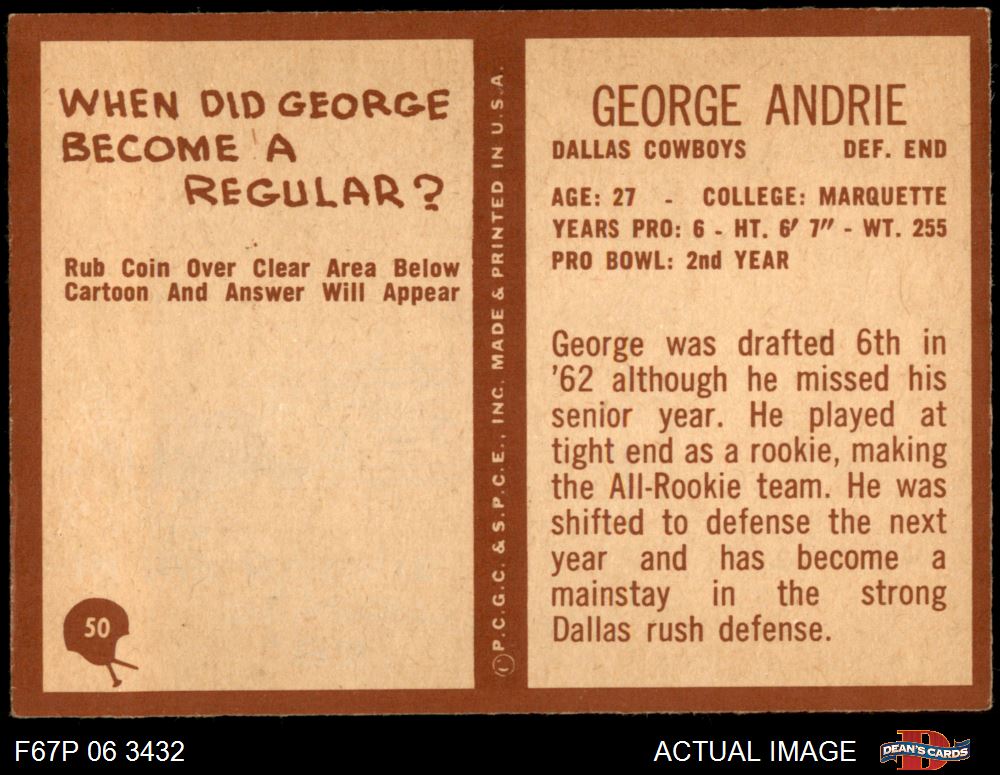 WHEN DID GEORGE
BECOME A
REGULAR?
Rub Coin Over Clear Area Below
Cartoon And Answer Will Appear
50
© P.C.G.C. & S.P.C.E., INC. MADE & PRINTED IN U.S.A.
GEORGE ANDRIE
DALLAS COWBOYS DEF. END
AGE: 27 - COLLEGE: MARQUETTE
YEARS PRO: 6 - HT. 6' 7" - WT. 255
PRO BOWL: 2nd YEAR
George was drafted 6th in
'62 although he missed his
senior year. He played at
tight end as a rookie, making
the All-Rookie team. He was
shifted to defense the next
year and has become a
mainstay in the strong
Dallas rush defense.
F67P 06 3432
ACTUAL IMAGE
D
DEAN'S CARDS